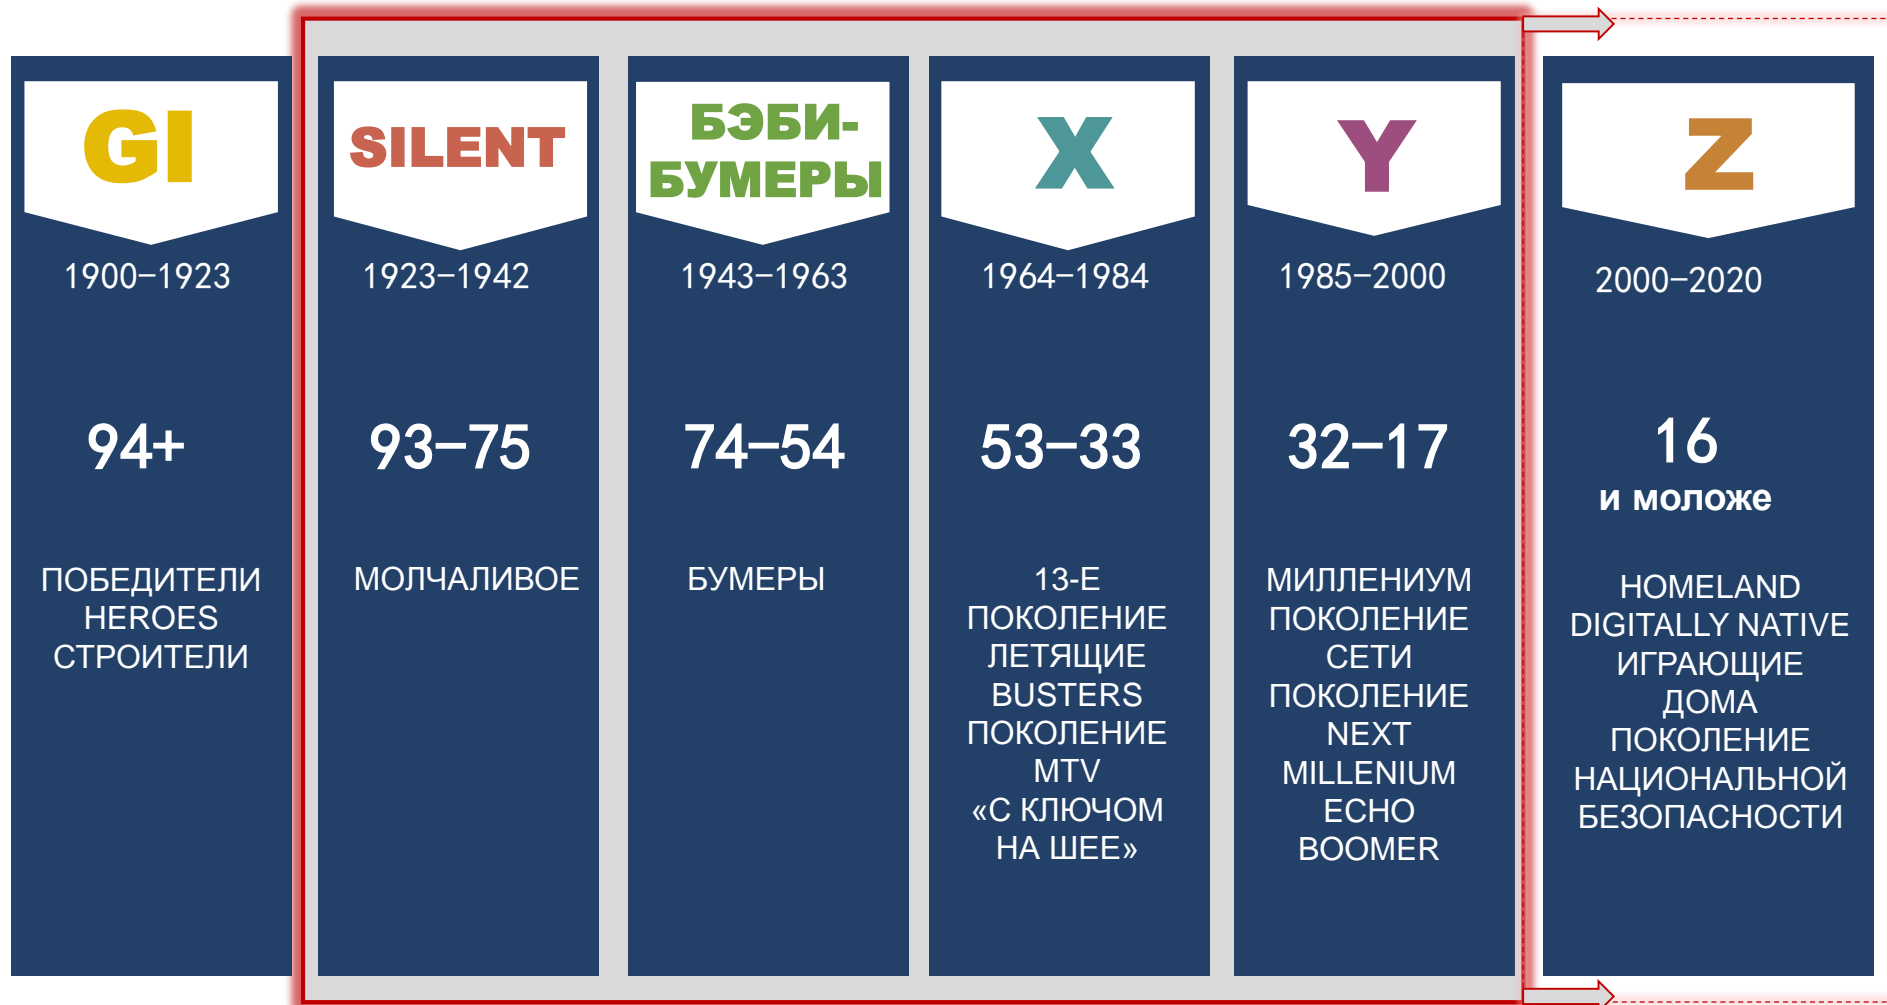 GI
1900–1923
94+
ПОБЕДИТЕЛИ
HEROES
СТРОИТЕЛИ
SILENT
1923–1942
93–75
МОЛЧАЛИВОЕ
БЭБИ-
БУМЕРЫ
1943–1963
74–54
БУМЕРЫ
X
1964–1984
53–33
13-Е
ПОКОЛЕНИЕ
ЛЕТЯЩИЕ
BUSTERS
ПОКОЛЕНИЕ
MTV
«С КЛЮЧОМ
НА ШЕЕ»
Y
1985–2000
32–17
МИЛЛЕНИУМ
ПОКОЛЕНИЕ
СЕТИ
ПОКОЛЕНИЕ
NEXT
MILLENIUM
ECHO
BOOMER
Z
2000–2020
16
и моложе
HOMELAND
DIGITALLY NATIVE
ИГРАЮЩИЕ
ДОМА
ПОКОЛЕНИЕ
НАЦИОНАЛЬНОЙ
БЕЗОПАСНОСТИ